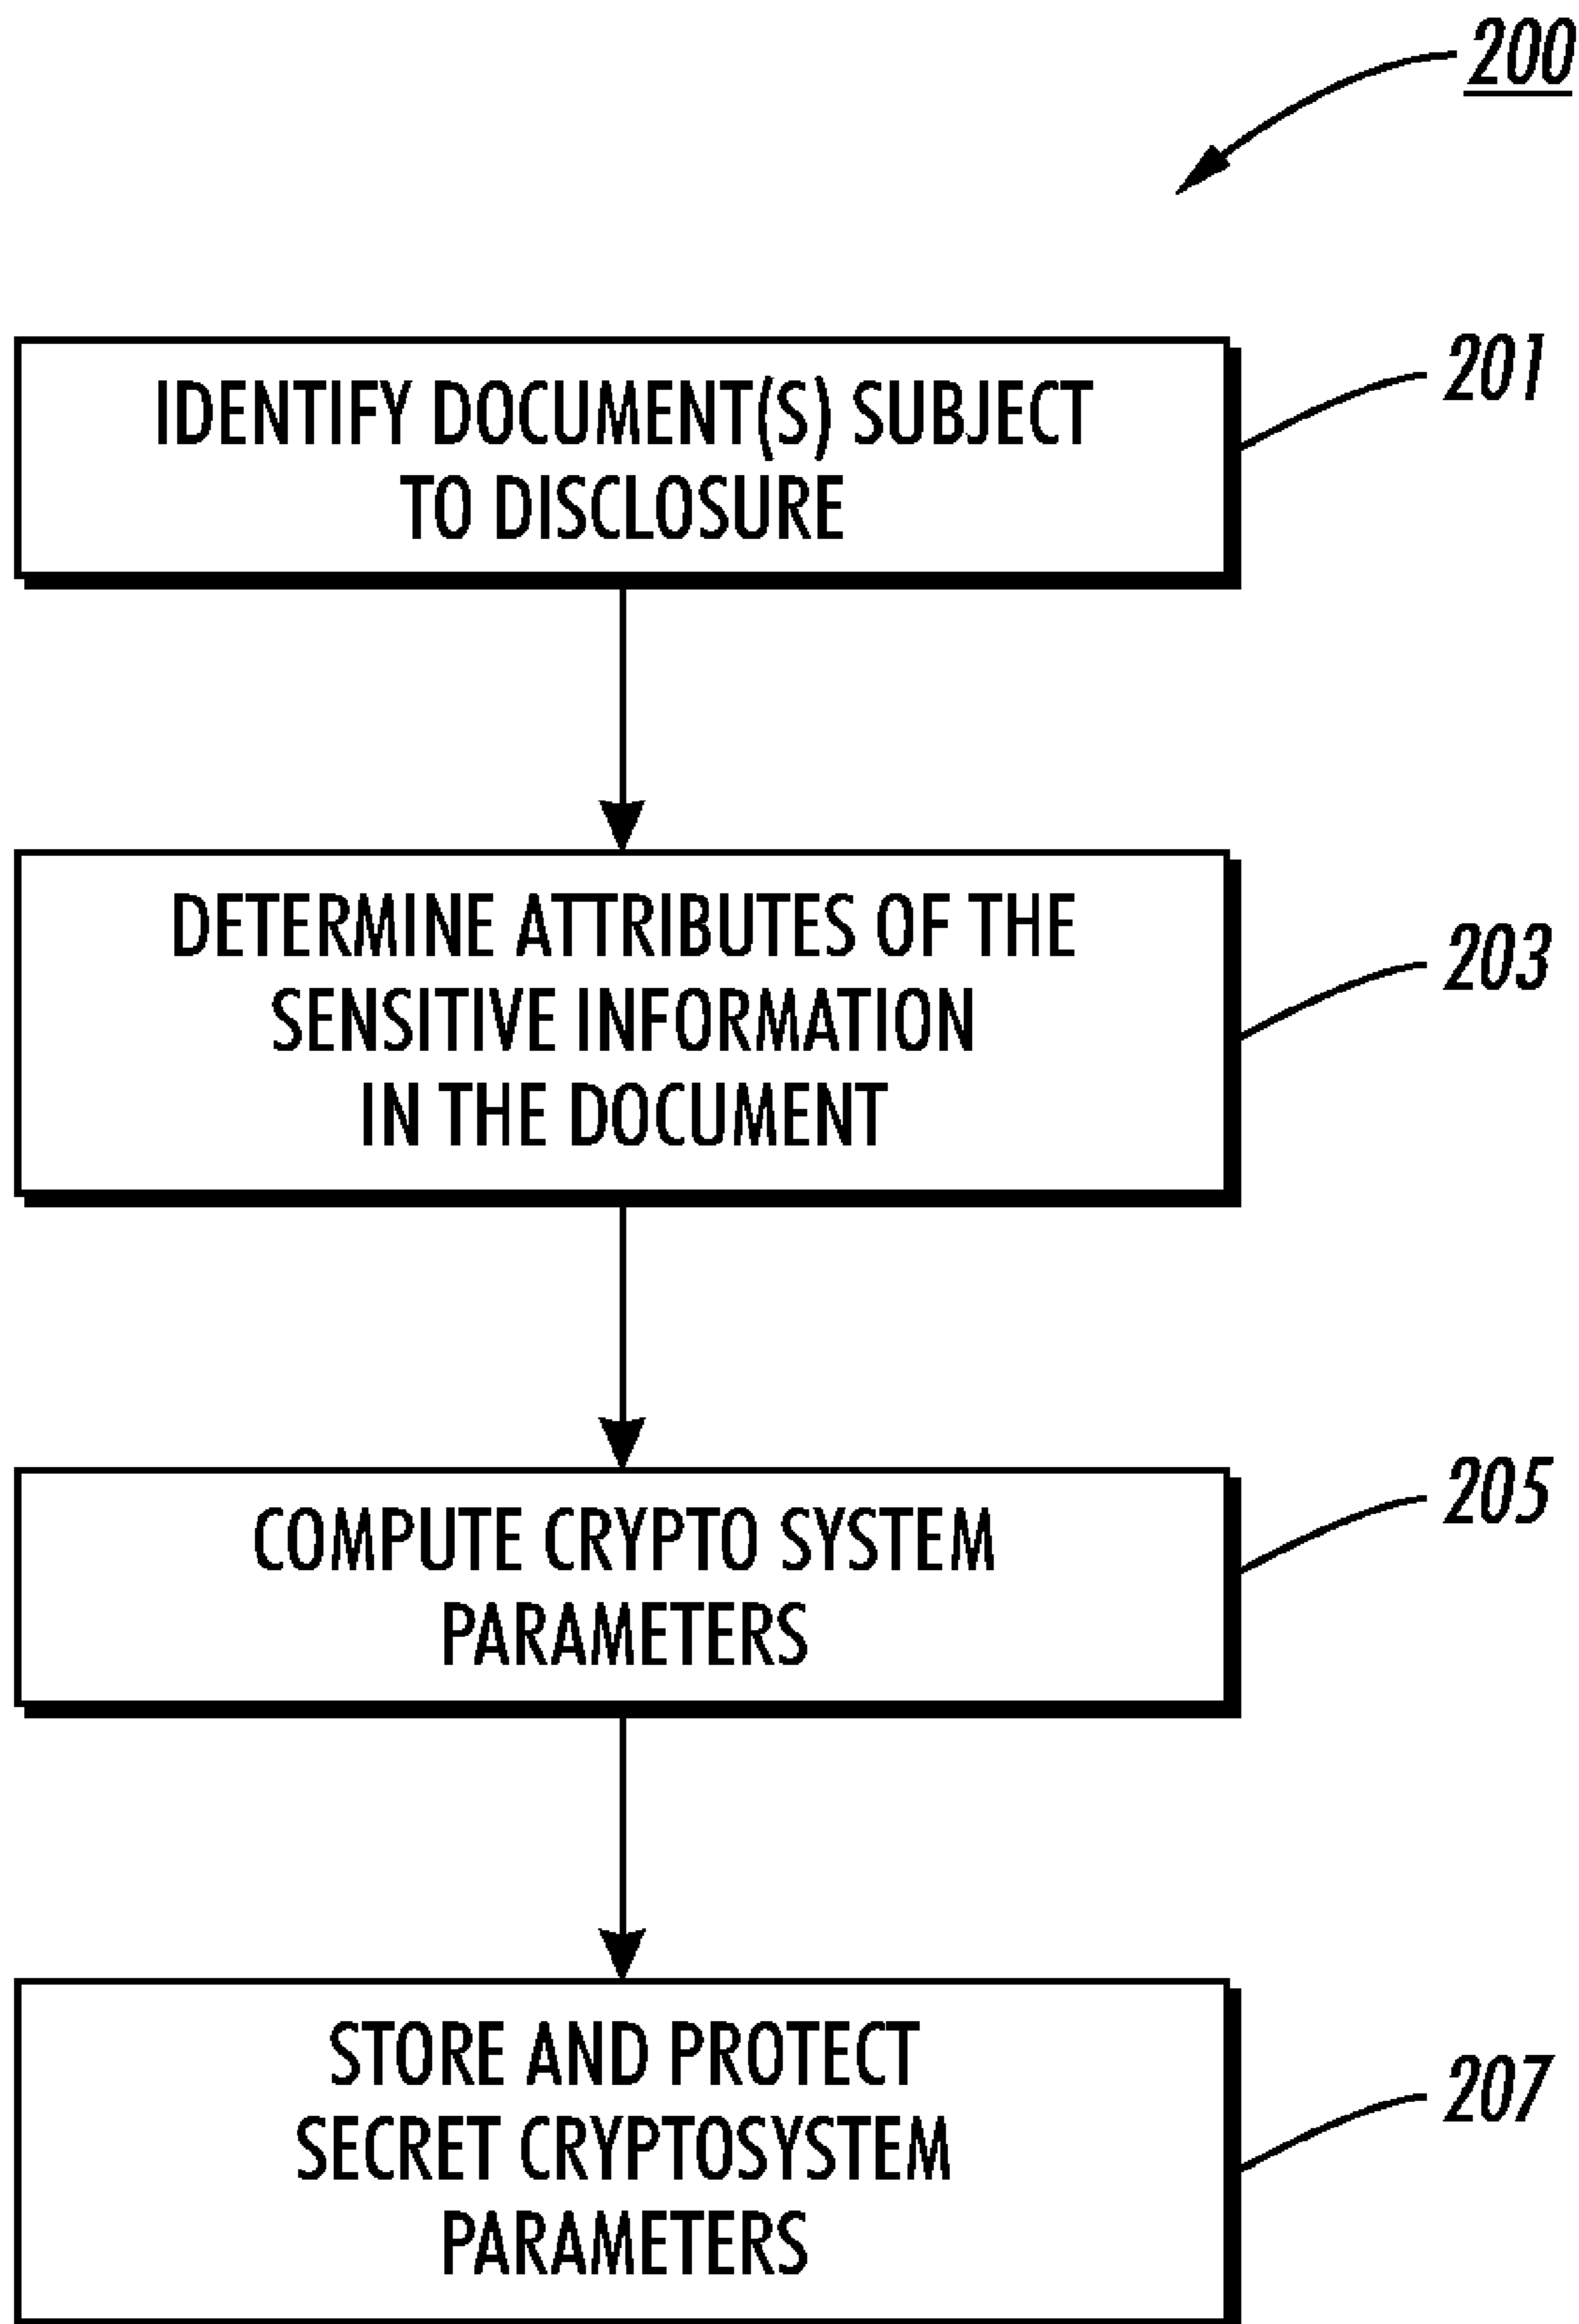 200
IDENTIFY DOCUMENT(S) SUBJECT
TO DISCLOSURE
201
DETERMINE ATTRIBUTES OF THE
SENSITIVE INFORMATION
IN THE DOCUMENT
203
COMPUTE CRYPTO SYSTEM
PARAMETERS
205
STORE AND PROTECT
SECRET CRYPTOSYSTEM
PARAMETERS
207